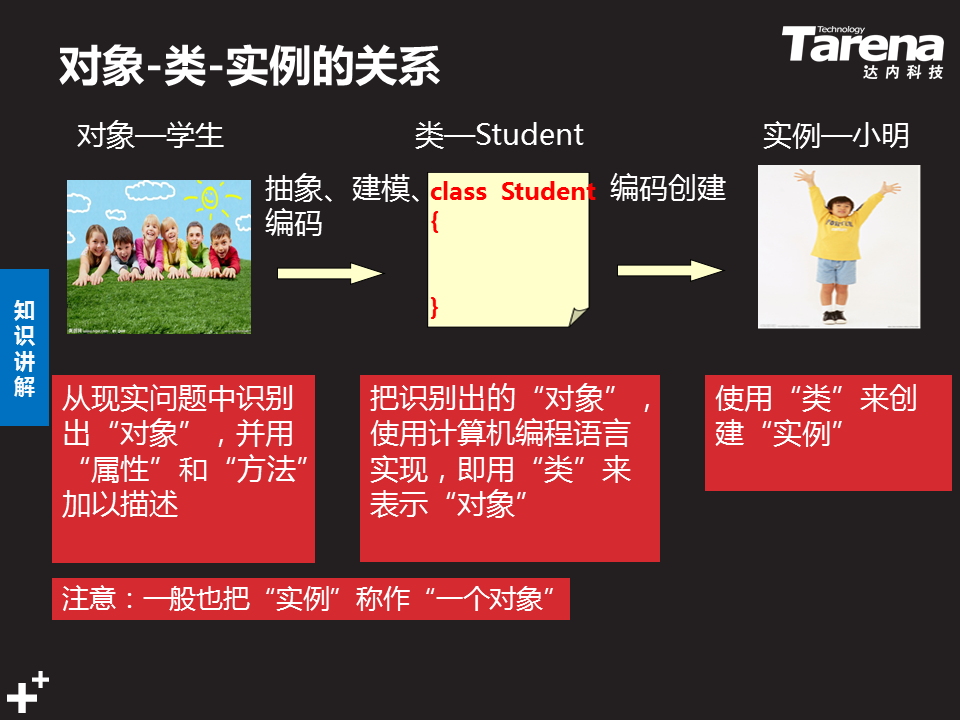 对象-类-实例的关系
Technology
Tarena
达内科技
对象—学生
类—Student
实例—小明
抽象、建模、
编码
class Student
{
}
编码创建
知
识
讲
解
从现实问题中识别
出“对象”，并用
“属性”和“方法”
加以描述
把识别出的“对象”，
使用计算机编程语言
实现，即用“类”来
表示“对象”
使用“类”来创
建“实例”
注意：一般也把“实例”称作“一个对象”